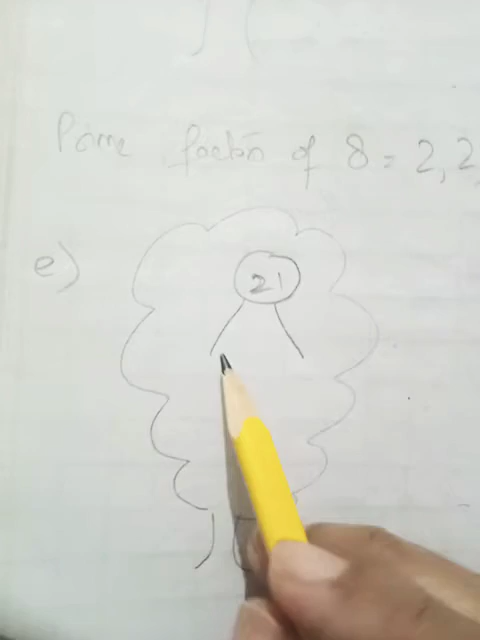 Prime factors of 8 = 2, 2,
e)
21